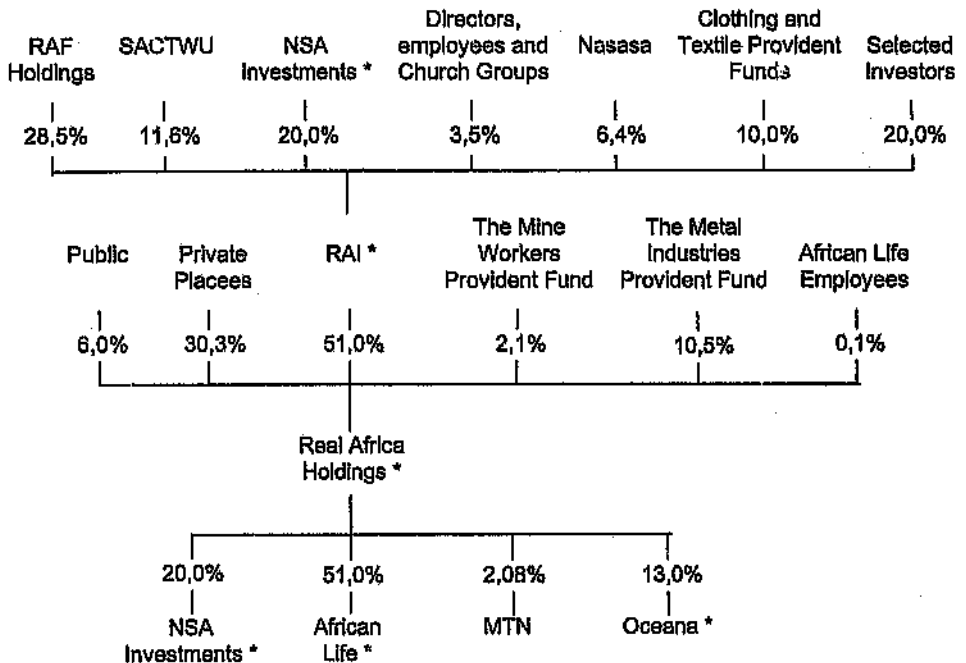 RAF Holdings
SACTWU
NSA Investments *
Directors, employees and Church Groups
Nasasa
Clothing and Textile Provident Funds
Selected Investors
28,5% 11,6% 20,0% 3,5% 6,4% 10,0% 20,0%
Public
Private Placees
RAI *
The Mine Workers Provident Fund
The Metal Industries Provident Fund
African Life Employees
6,0% 30,3% 51,0% 2,1% 10,5% 0,1%
Real Africa
Holdings *
20,0% 51,0% 2,08% 13,0%
NSA Investments *
African Life *
MTN
Oceana *